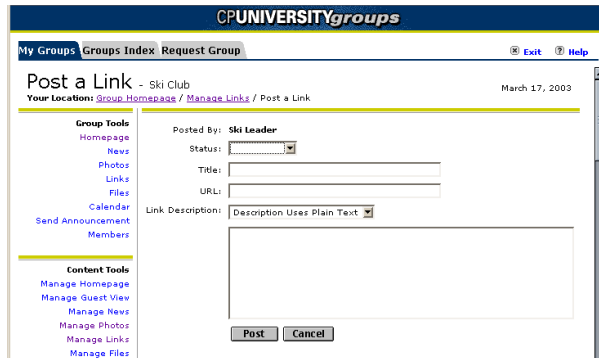 CPUNIVERSITYgroups
My Groups Groups Index Request Group
Exit Help
Post a Link - Ski Club
March 17, 2003
Your Location: Group Homepage / Manage Links / Post a Link
Group Tools
Homepage
News
Photos
Links
Files
Calendar
Send Announcement
Members
Content Tools
Manage Homepage
Manage Guest View
Manage News
Manage Photos
Manage Links
Manage Files
Posted By: Ski Leader
Status:
Title:
URL:
Link Description: Description Uses Plain Text
Post Cancel